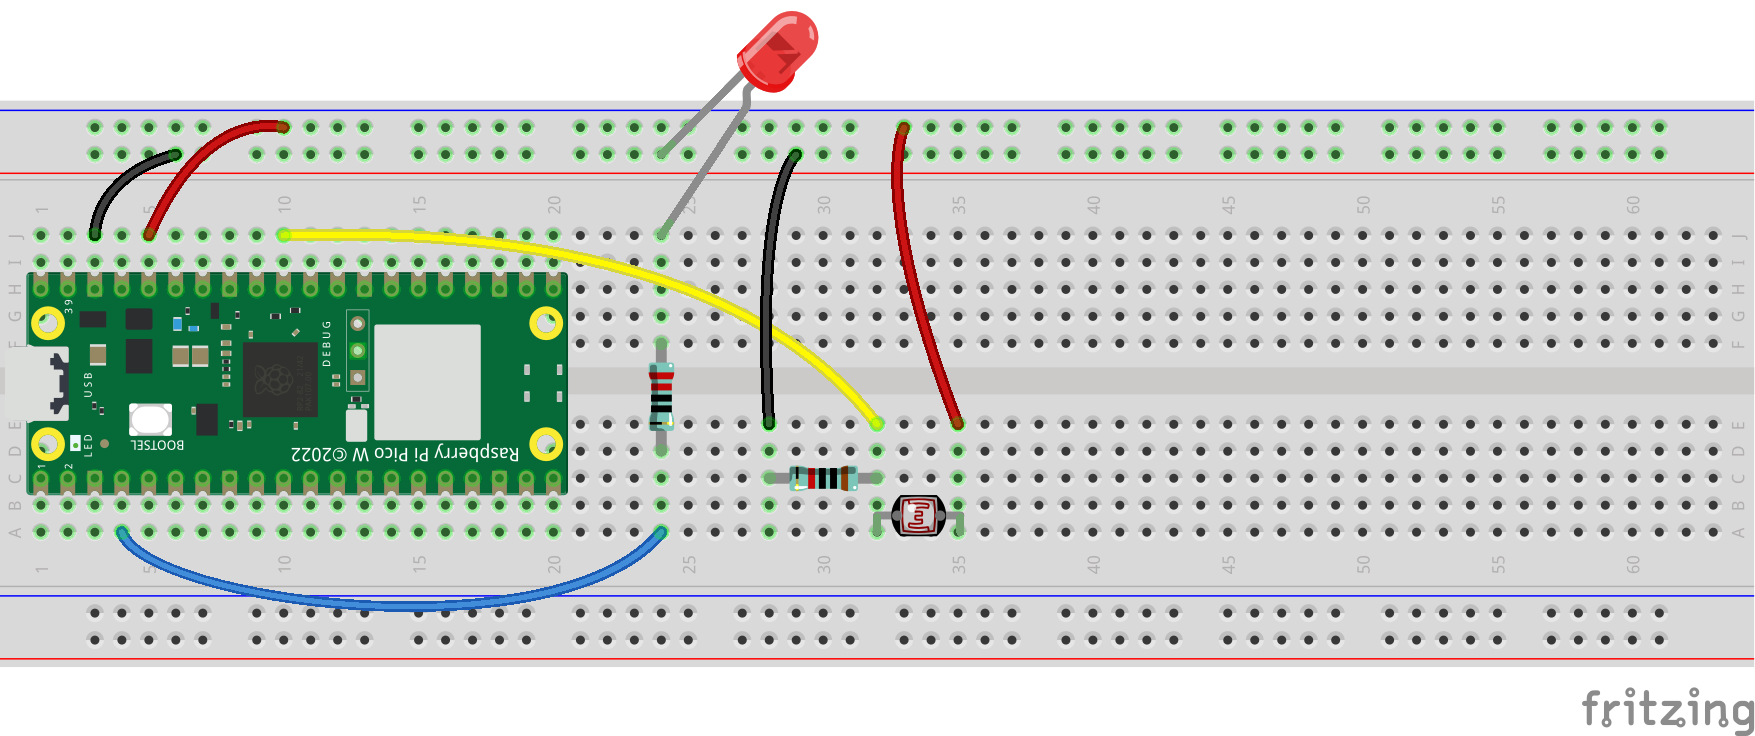 1 5 10 15 20 25 30 35 40 45 50 55 60
J J
I I
H H
G G
F F
39
DEBUG
USB
BOOTSEL
LED
Raspberry Pi Pico W ©2022
1 2
E E
D D
C C
B B
A A
1 5 10 15 20 25 30 35 40 45 50 55 60
fritzing